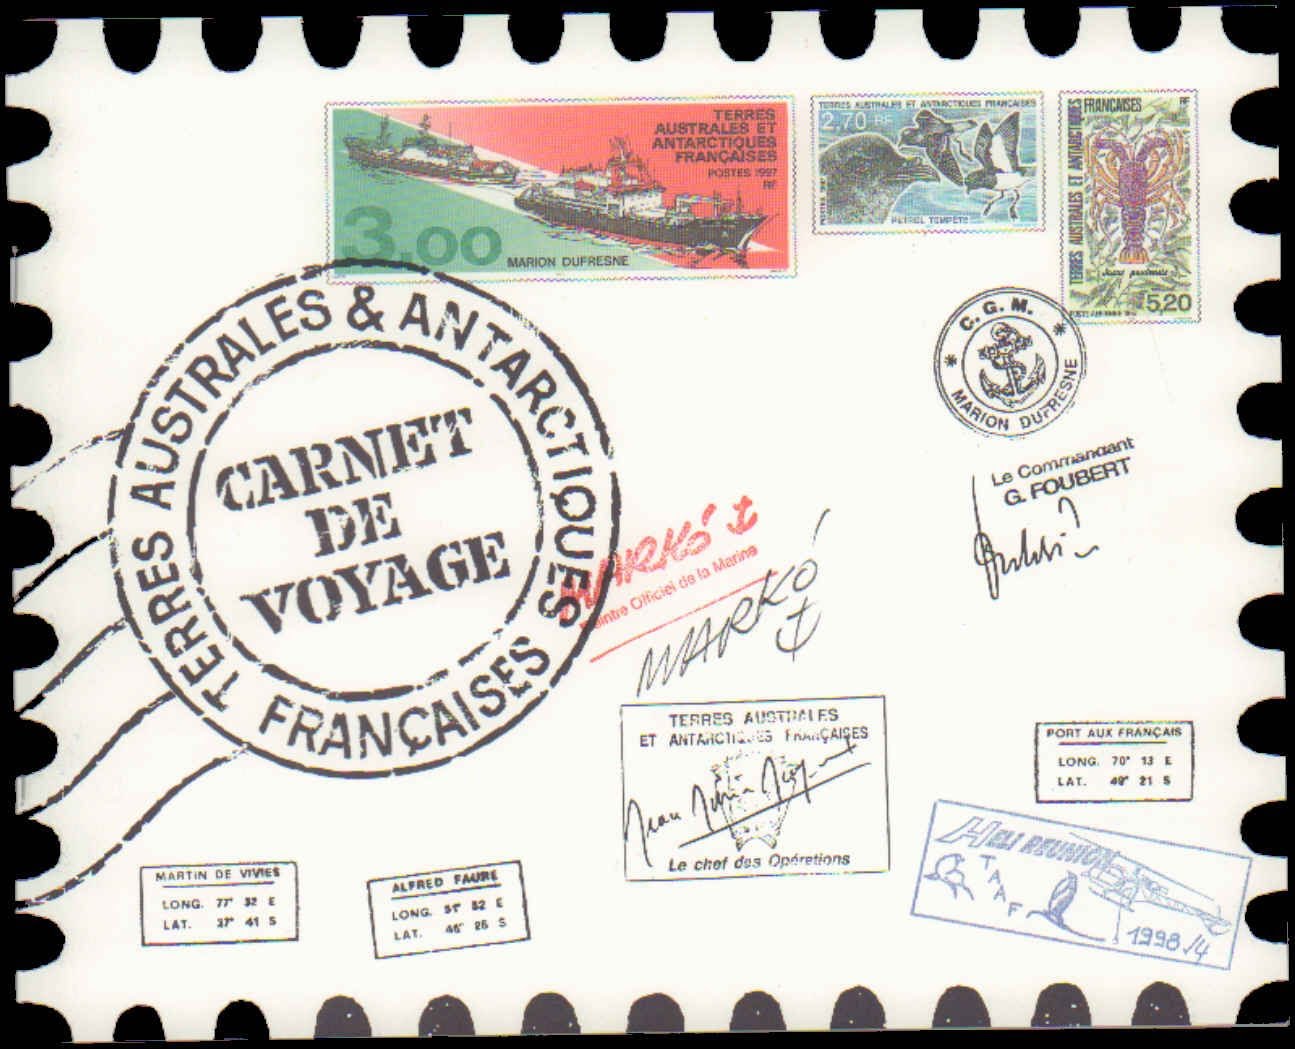 TERRES
AUSTRALES ET
ANTARCTIQUES
FRANÇAISES
POSTES 1997
RF
3,00
MARION DUFRESNE
TERRES AUSTRALES ET ANTARCTIQUES FRANÇAISES
2,70 RF
PETREL TEMPÊTE
TERRES AUSTRALES ET ANTARCTIQUES
FRANÇAISES
RF
5,20
C. G. M.
MARION DUFRESNE
Le Commandant
G. FOUBERT
TERRES AUSTRALES & ANTARCTIQUES FRANÇAISES
CARNET
DE
VOYAGE
MARKO
Peintre Officiel de la Marine
MARKO
TERRES AUSTRALES
ET ANTARCTIQUES FRANÇAISES
Le chef des Opérations
PORT AUX FRANÇAIS
LONG. 70° 13 E
LAT. 49° 21 S
HELI REUNION
TAAF
1998/4
MARTIN DE VIVIES
LONG. 77° 32 E
LAT. 37° 41 S
ALFRED FAURE
LONG. 51° 52 E
LAT. 46° 26 S